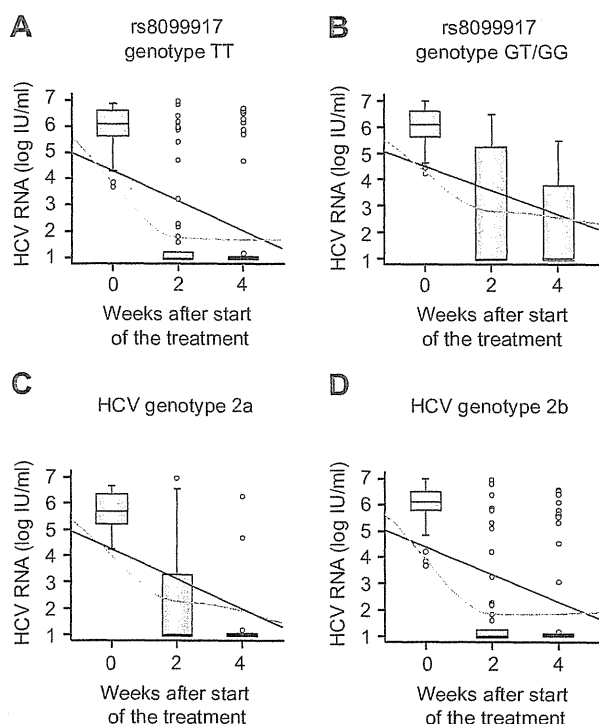 A
rs8099917
genotype TT
HCV RNA (log IU/ml)
7
6
5
4
3
2
1
0 2 4
Weeks after start
of the treatment
B
rs8099917
genotype GT/GG
HCV RNA (log IU/ml)
7
6
5
4
3
2
1
0 2 4
Weeks after start
of the treatment
C
HCV genotype 2a
HCV RNA (log IU/ml)
7
6
5
4
3
2
1
0 2 4
Weeks after start
of the treatment
D
HCV genotype 2b
HCV RNA (log IU/ml)
7
6
5
4
3
2
1
0 2 4
Weeks after start
of the treatment